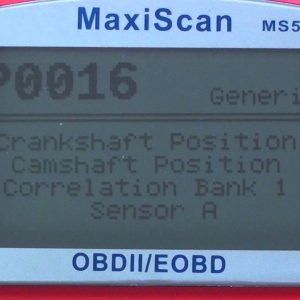 MaxiScan MS5
P0016
Generi
Crankshaft Position
Camshaft Position
Correlation Bank 1
Sensor A
OBDII/EOBD